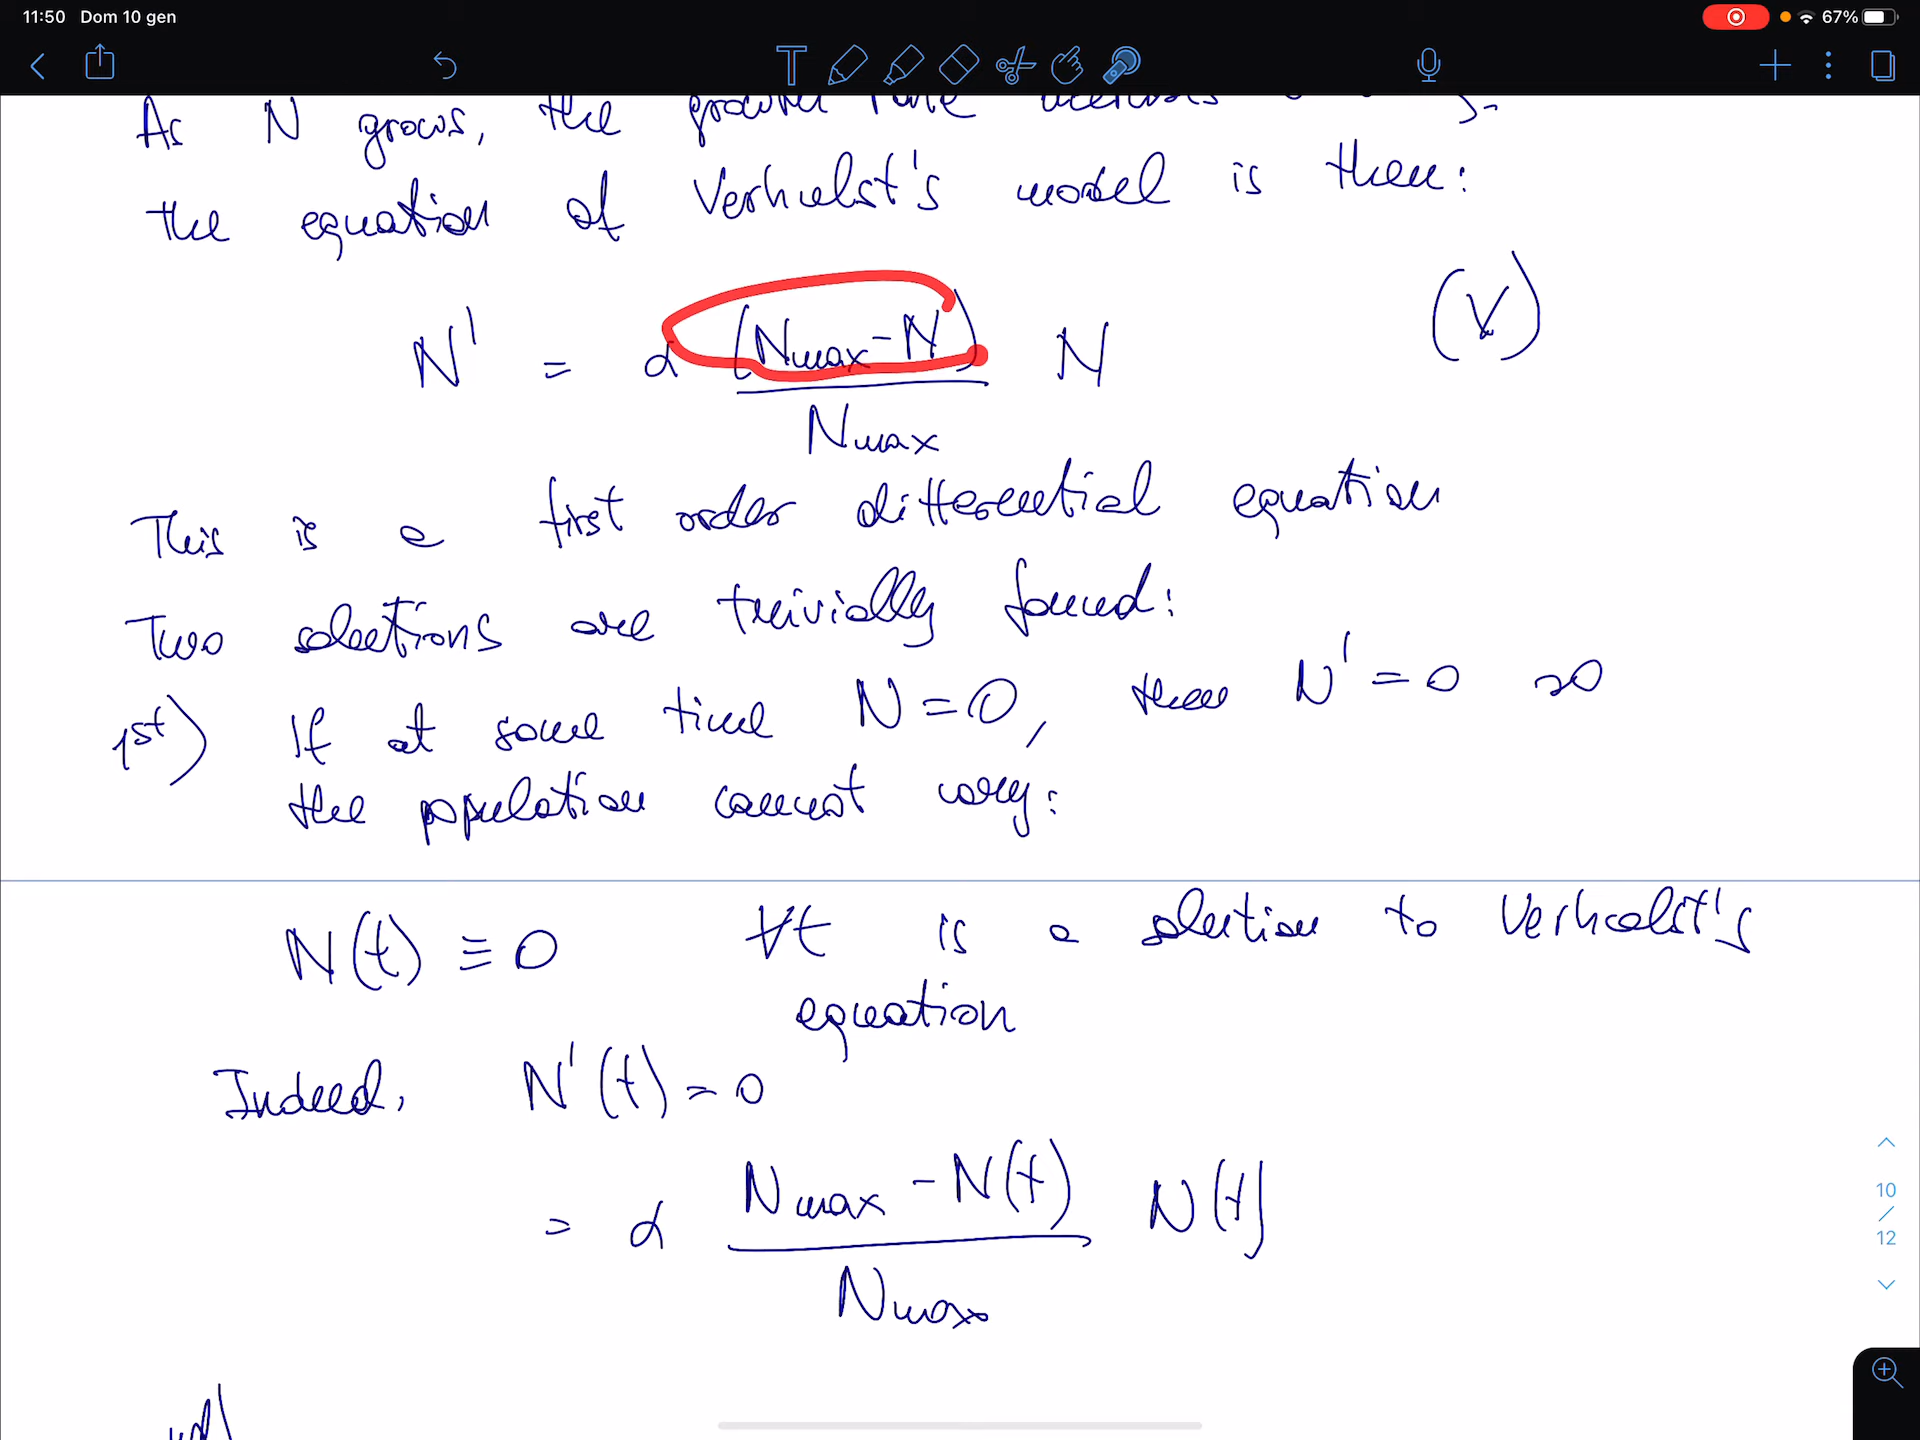 11:50 Dom 10 gen
67%
As N grows, the growth rate
the equation of Verhulst's model is then:
N' = α (Nmax - N) / Nmax N (V)
This is a first order differential equation
Two solutions are trivially found:
1st) If at some time N = 0, then N' = 0 so
the population cannot vary:
N(t) ≡ 0 ∀t is a solution to Verhulst's
equation
Indeed, N'(t) = 0
= α (Nmax - N(t)) / Nmax N(t)
10
/
12